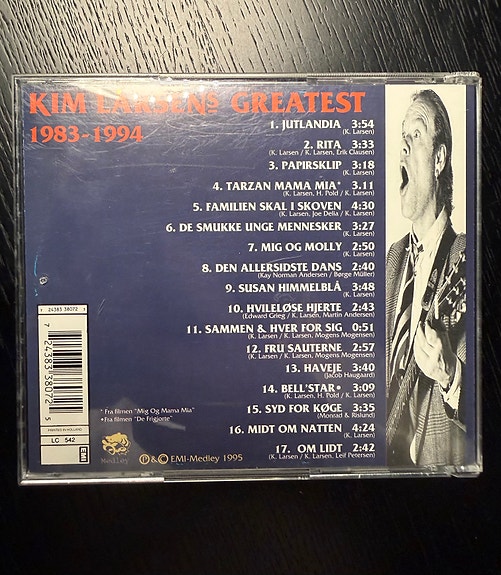 KIM LARSENS GREATEST
1983-1994
1. JUTLANDIA 3:54
(K. Larsen)
2. RITA 3:33
(K. Larsen / K. Larsen, Erik Clausen)
3. PAPIRSKLIP 3:18
(K. Larsen)
4. TARZAN MAMA MIA* 3.11
(K. Larsen, H. Pold / K. Larsen)
5. FAMILIEN SKAL I SKOVEN 4:30
(K. Larsen, Joe Delia / K. Larsen)
6. DE SMUKKE UNGE MENNESKER 3:27
(K. Larsen)
7. MIG OG MOLLY 2:50
(K. Larsen)
8. DEN ALLERSIDSTE DANS 2:40
(Kay Norman Andersen / Børge Müller)
9. SUSAN HIMMELBLÅ 3:48
(K. Larsen)
10. HVILELØSE HJERTE 2:43
(Edward Grieg / K. Larsen, Martin Andersen)
11. SAMMEN & HVER FOR SIG 0:51
(K. Larsen / K. Larsen, Mogens Mogensen)
12. FRU SAUTERNE 2:57
(K. Larsen / K. Larsen, Mogens Mogensen)
13. HAVEJE 2:40
(Jacob Haugaard)
14. BELL'STAR• 3:09
(K. Larsen, H. Pold / K. Larsen)
15. SYD FOR KØGE 3:35
(Monrad & Rislund)
16. MIDT OM NATTEN 4:24
(K. Larsen)
17. OM LIDT 2:42
(K. Larsen / K. Larsen, Leif Petersen)
* Fra filmen "Mig Og Mama Mia"
•Fra filmen "De Frigjorte"
7 24383 38072 5
7 24383 38072 5
PRINTED IN HOLLAND
LC 542
EMI
Medley
℗ & © EMI-Medley 1995